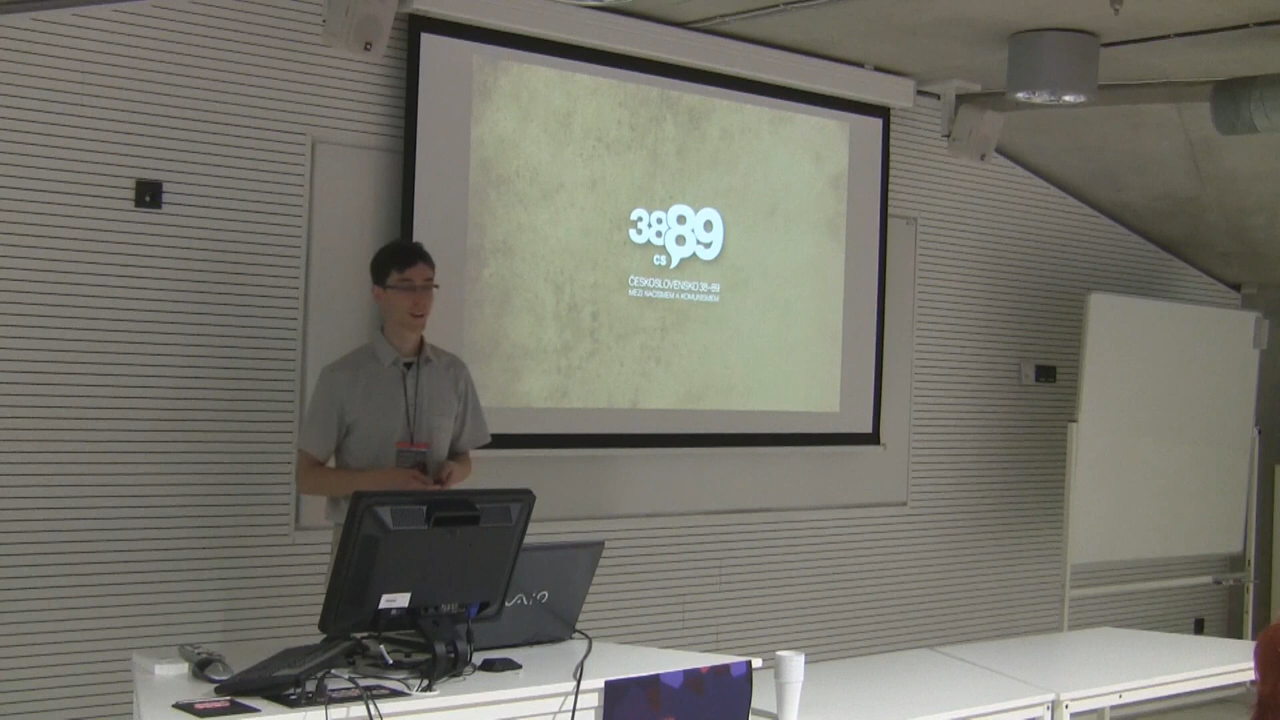 3889
CS
ČESKOSLOVENSKO 38–89
MEZI NACISMEM A KOMUNISMEM
VAIO